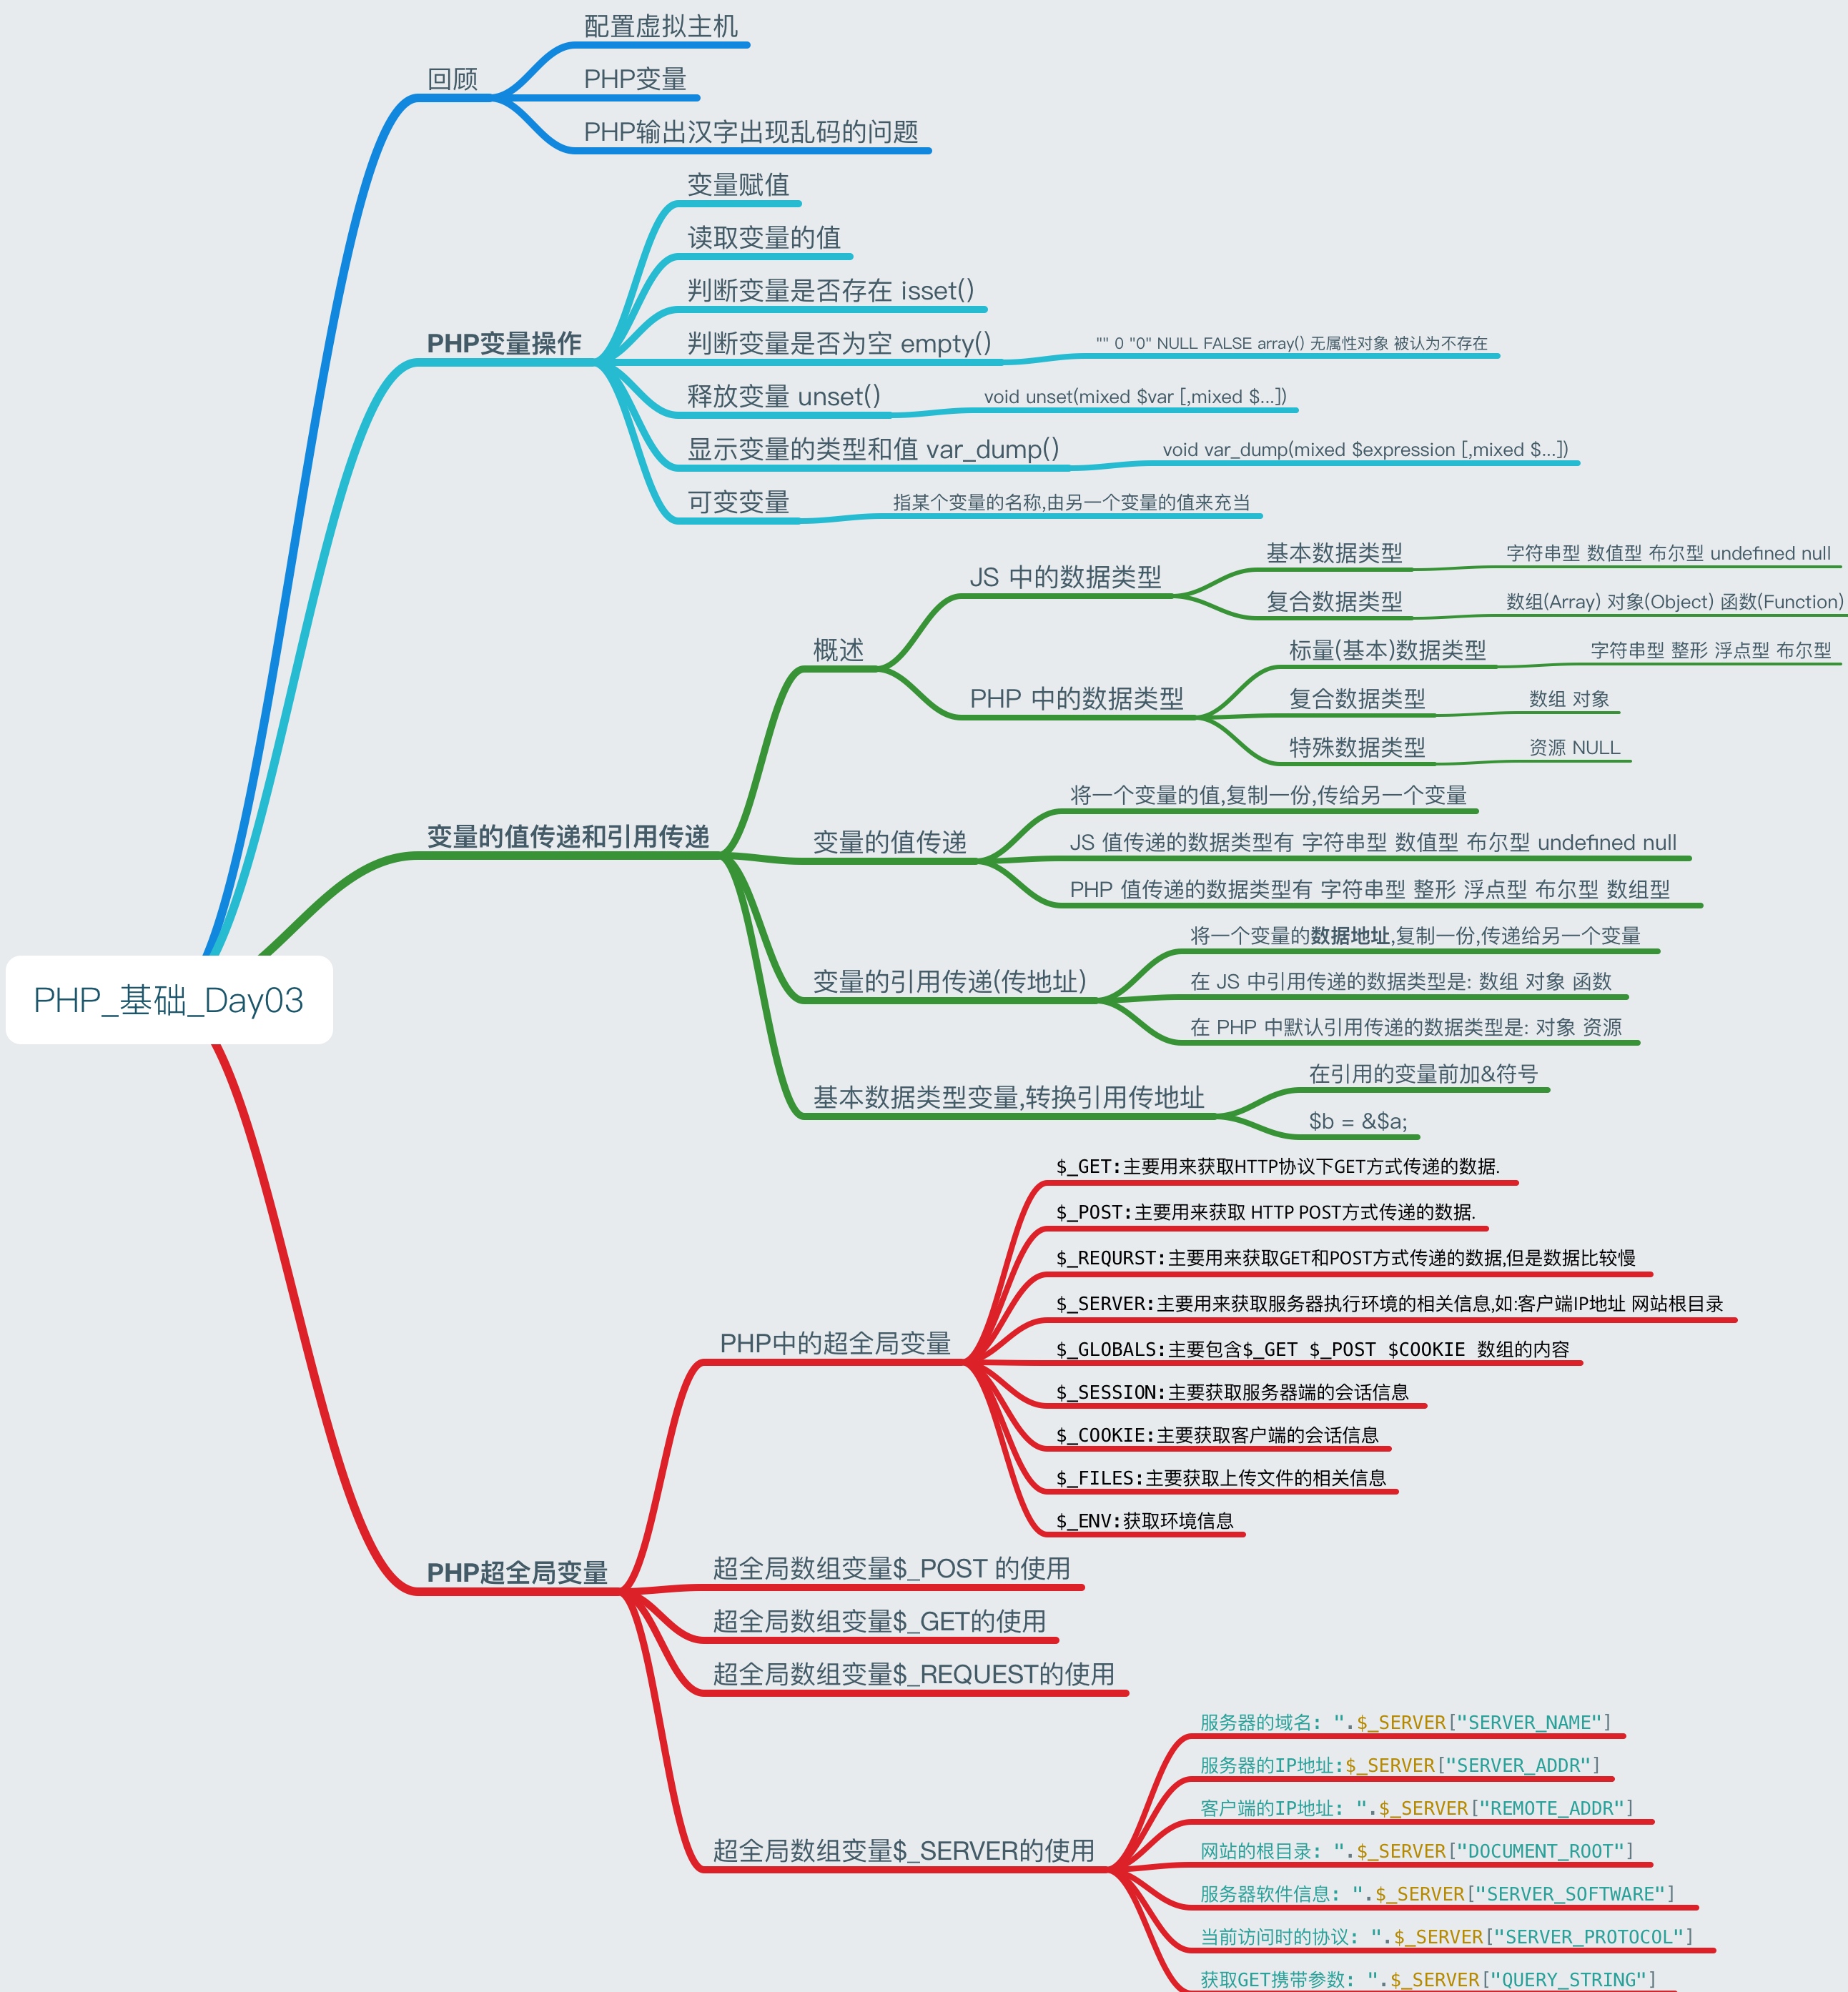 配置虚拟主机
回顾
PHP变量
PHP输出汉字出现乱码的问题
变量赋值
读取变量的值
判断变量是否存在 isset()
PHP变量操作
判断变量是否为空 empty()
"" 0 "0" NULL FALSE array() 无属性对象 被认为不存在
释放变量 unset()
void unset(mixed $var [,mixed $...])
显示变量的类型和值 var_dump()
void var_dump(mixed $expression [,mixed $...])
可变变量
指某个变量的名称,由另一个变量的值来充当
概述
JS 中的数据类型
基本数据类型
字符串型 数值型 布尔型 undefined null
复合数据类型
数组(Array) 对象(Object) 函数(Function)
PHP 中的数据类型
标量(基本)数据类型
字符串型 整形 浮点型 布尔型
复合数据类型
数组 对象
特殊数据类型
资源 NULL
变量的值传递和引用传递
变量的值传递
将一个变量的值,复制一份,传给另一个变量
JS 值传递的数据类型有 字符串型 数值型 布尔型 undefined null
PHP 值传递的数据类型有 字符串型 整形 浮点型 布尔型 数组型
变量的引用传递(传地址)
将一个变量的数据地址,复制一份,传递给另一个变量
在 JS 中引用传递的数据类型是: 数组 对象 函数
在 PHP 中默认引用传递的数据类型是: 对象 资源
PHP_基础_Day03
基本数据类型变量,转换引用传地址
在引用的变量前加&符号
$b = &$a;
PHP中的超全局变量
$_GET:主要用来获取HTTP协议下GET方式传递的数据.
$_POST:主要用来获取 HTTP POST方式传递的数据.
$_REQURST:主要用来获取GET和POST方式传递的数据,但是数据比较慢
$_SERVER:主要用来获取服务器执行环境的相关信息,如:客户端IP地址 网站根目录
$_GLOBALS:主要包含$_GET $_POST $COOKIE 数组的内容
$_SESSION:主要获取服务器端的会话信息
$_COOKIE:主要获取客户端的会话信息
$_FILES:主要获取上传文件的相关信息
$_ENV:获取环境信息
PHP超全局变量
超全局数组变量$_POST 的使用
超全局数组变量$_GET的使用
超全局数组变量$_REQUEST的使用
超全局数组变量$_SERVER的使用
服务器的域名: ".$_SERVER["SERVER_NAME"]
服务器的IP地址:$_SERVER["SERVER_ADDR"]
客户端的IP地址: ".$_SERVER["REMOTE_ADDR"]
网站的根目录: ".$_SERVER["DOCUMENT_ROOT"]
服务器软件信息: ".$_SERVER["SERVER_SOFTWARE"]
当前访问时的协议: ".$_SERVER["SERVER_PROTOCOL"]
获取GET携带参数: ".$_SERVER["QUERY_STRING"]